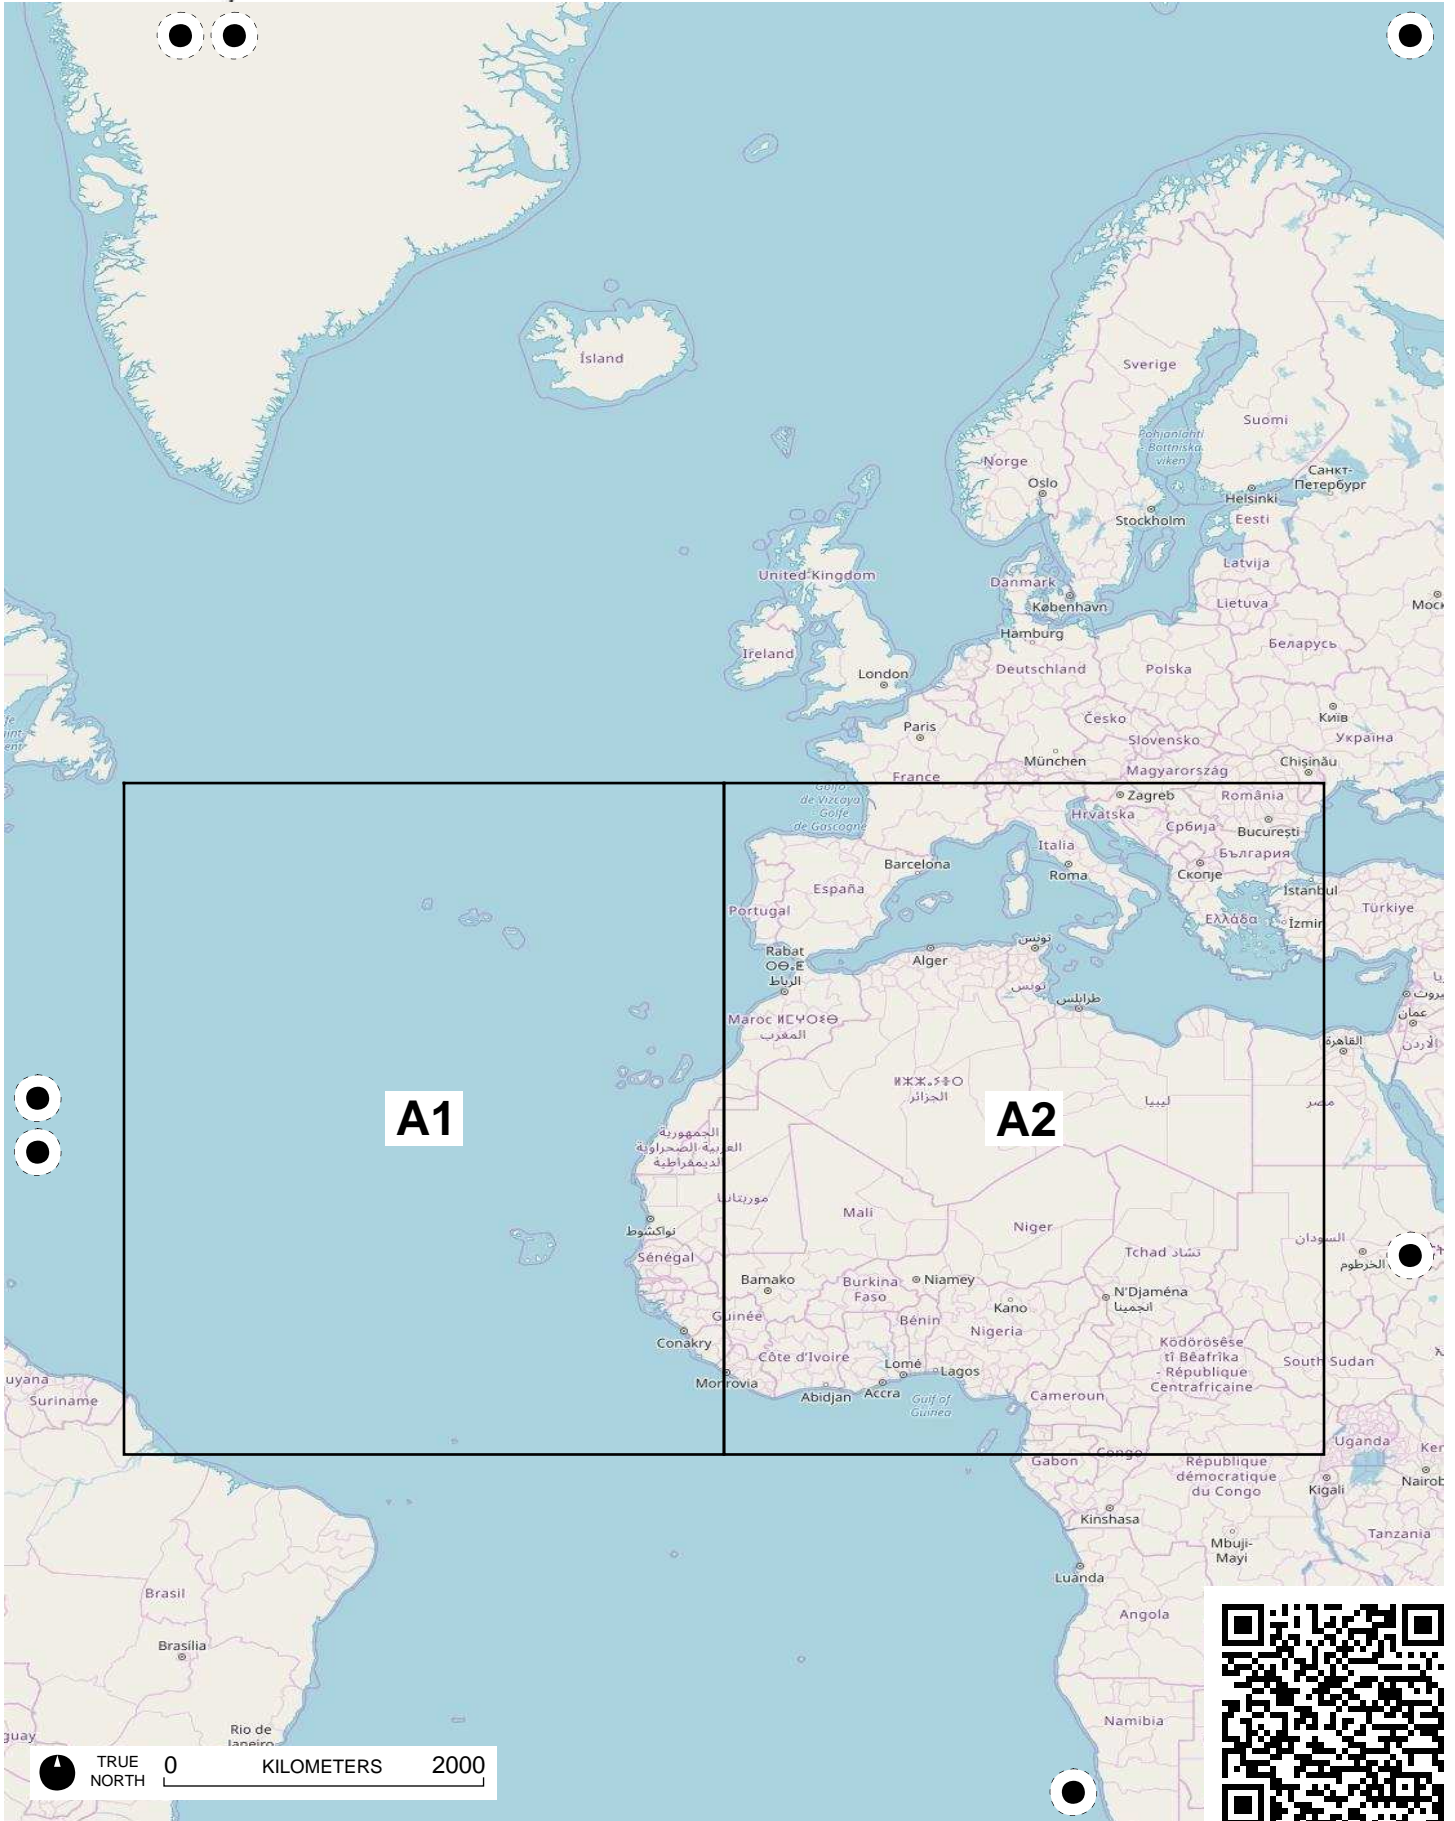 Ísland
Sverige
Suomi
Pohjanlahti
- Bottniska
viken
Norge
Oslo
Санкт-
Петербург
Helsinki
Stockholm
Eesti
Latvija
United Kingdom
Danmark
København
Lietuva
Hamburg
Беларусь
Ireland
London
Deutschland
Polska
Київ
Paris
Česko
Україна
Slovensko
München
Chișinău
France
Magyarország
Golfo
de Vizcaya
- Golfe
de Gascogne
Zagreb
România
Hrvatska
Србија
București
Italia
България
Barcelona
Roma
Скопје
España
İstanbul
Portugal
Türkiye
Ελλάδα
İzmir
تونس
Rabat
ⵔⴱⴰⵟ
الرباط
Alger
تونس
طرابلس
عمان
Maroc ⵍⵎⵖⵔⵉⴱ
المغرب
القاهرة
الأردن
ⵍⵣⵣⴰⵢⴻⵔ
الجزائر
ليبيا
مصر
A1
A2
الجمهورية
العربية الصحراوية
الديمقراطية
موريتانيا
Mali
نواكشوط
Niger
السودان
Tchad تشاد
Sénégal
الخرطوم
Bamako
Burkina
Faso
Niamey
N'Djaména
انجمينا
Kano
Guinée
Bénin
Nigeria
Conakry
Ködörösêse
tî Bêafrîka
- République
Centrafricaine
Côte d'Ivoire
Lomé
Lagos
South Sudan
Monrovia
Abidjan
Accra
Gulf of
Guinea
Cameroun
Suriname
Uganda
Congo
Gabon
République
démocratique
du Congo
Kigali
Kinshasa
Tanzania
Mbuji-
Mayi
Luanda
Brasil
Angola
Brasília
Namibia
Rio de
Janeiro
TRUE
NORTH
0 KILOMETERS 2000